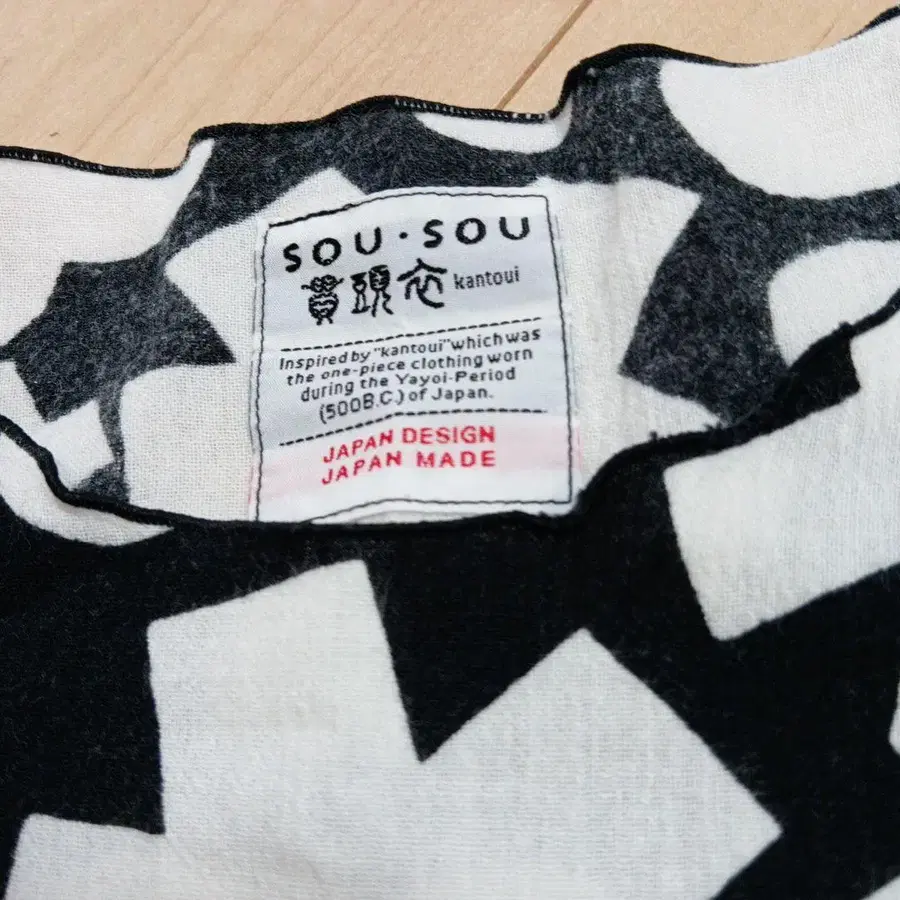 SOU・SOU
貫頭衣 kantoui
Inspired by "kantoui" which was
the one-piece clothing worn
during the Yayoi-Period
(500B.C.) of Japan.
JAPAN DESIGN
JAPAN MADE